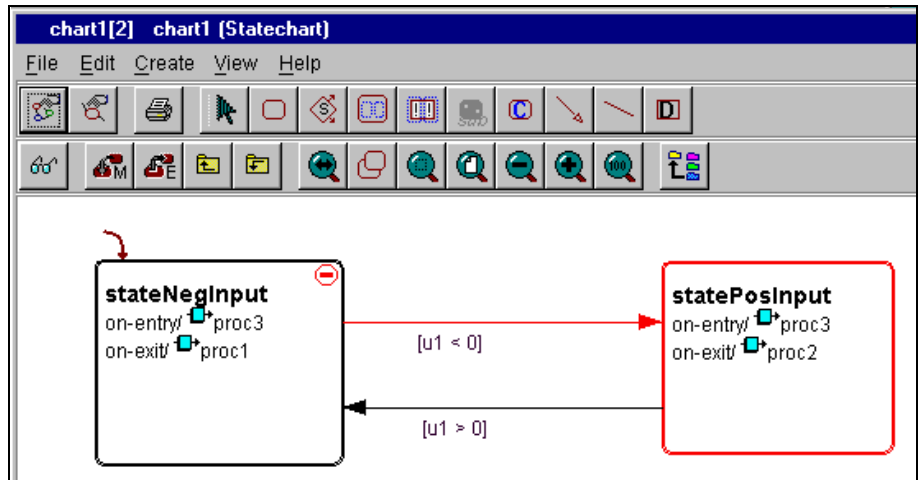 chart1[2] chart1 (Statechart)
File Edit Create View Help
S C D
M E 100
stateNegInput
on-entry/ proc3
on-exit/ proc1
[u1 < 0]
statePosInput
on-entry/ proc3
on-exit/ proc2
[u1 > 0]